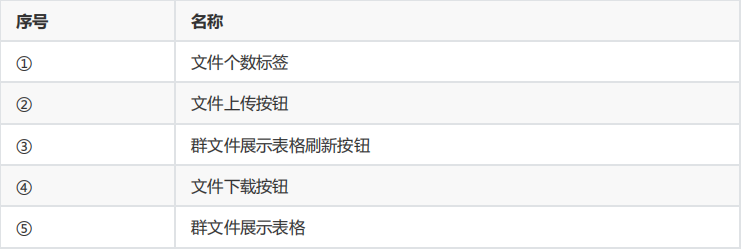 序号 名称
① 文件个数标签
② 文件上传按钮
③ 群文件展示表格刷新按钮
④ 文件下载按钮
⑤ 群文件展示表格